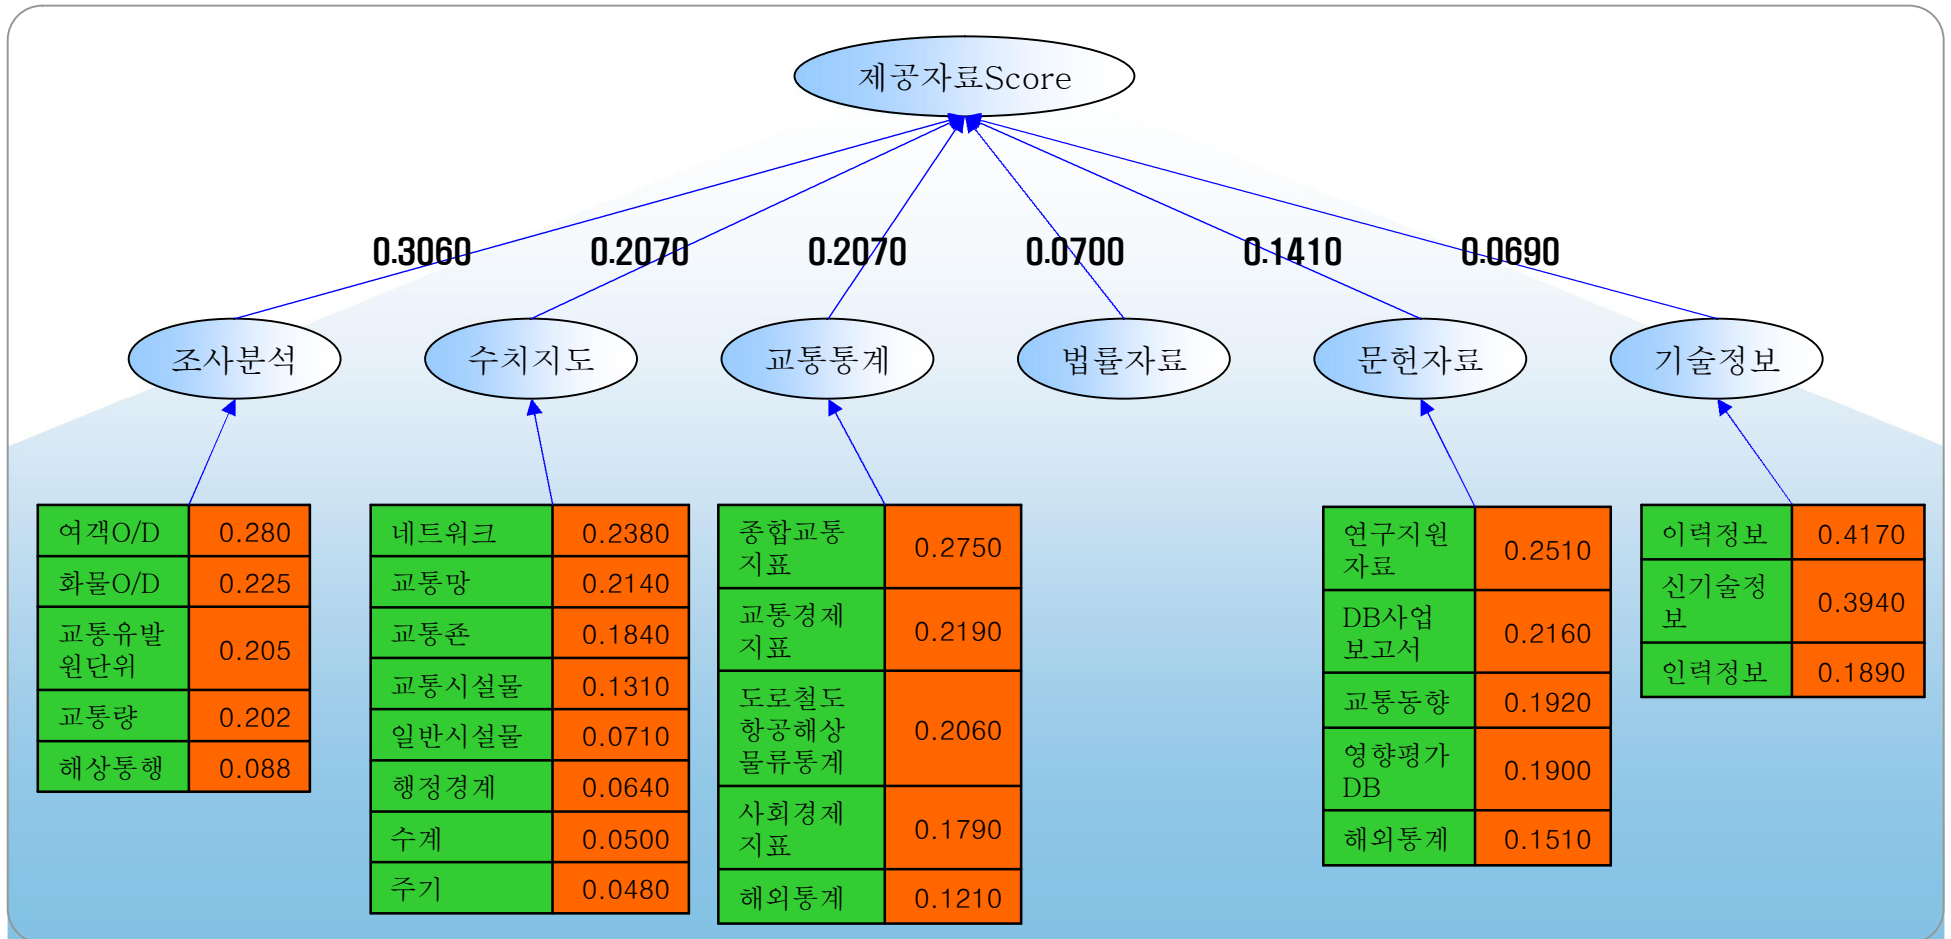 제공자료Score
0.3060
0.2070
0.2070
0.0700
0.1410
0.0690
조사분석
수치지도
교통통계
법률자료
문헌자료
기술정보
여객O/D 0.280
화물O/D 0.225
교통유발
원단위
0.205
교통량 0.202
해상통행 0.088
네트워크 0.2380
교통망 0.2140
교통죤 0.1840
교통시설물 0.1310
일반시설물 0.0710
행정경계 0.0640
수계 0.0500
주기 0.0480
종합교통
지표
0.2750
교통경제
지표
0.2190
도로철도
항공해상
물류통계
0.2060
사회경제
지표
0.1790
해외통계 0.1210
연구지원
자료
0.2510
DB사업
보고서
0.2160
교통동향 0.1920
영향평가
DB
0.1900
해외통계 0.1510
이력정보 0.4170
신기술정
보
0.3940
인력정보 0.1890